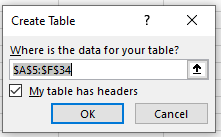 Create Table
?
×
Where is the data for your table?
$A$5:$F$34
My table has headers
OK
Cancel